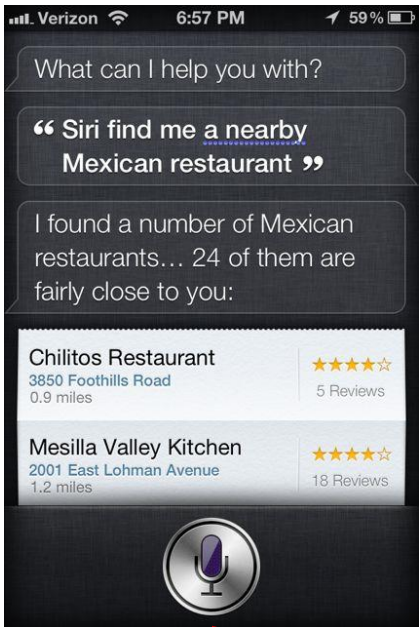 Verizon 6:57 PM 59%
What can I help you with?
“ Siri find me a nearby
Mexican restaurant ”
I found a number of Mexican
restaurants... 24 of them are
fairly close to you:
Chilitos Restaurant
3850 Foothills Road
0.9 miles
5 Reviews
Mesilla Valley Kitchen
2001 East Lohman Avenue
1.2 miles
18 Reviews